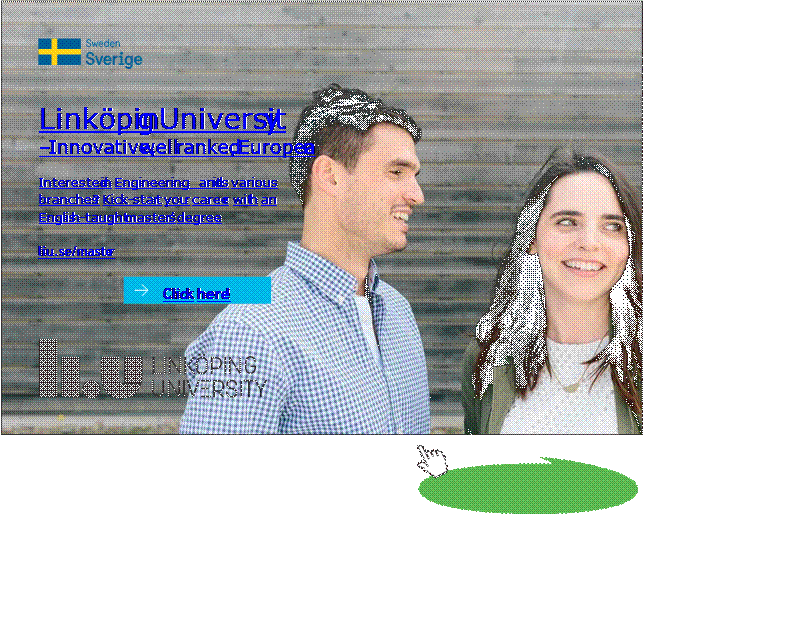 Sweden
Sverige
Linköping University
–Innovative, well ranked, European
Interested in Engineering and its various
branches? Kick-start your career with an
English-taught master's degree
liu.se/master
Click here!
LINKÖPING
UNIVERSITY